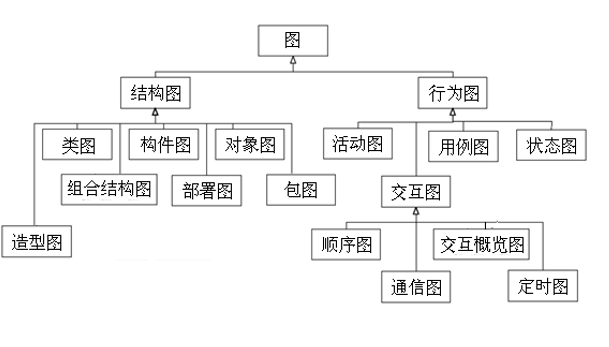 图
结构图
行为图
类图
构件图
对象图
活动图
用例图
状态图
组合结构图
部署图
包图
交互图
造型图
顺序图
交互概览图
通信图
定时图